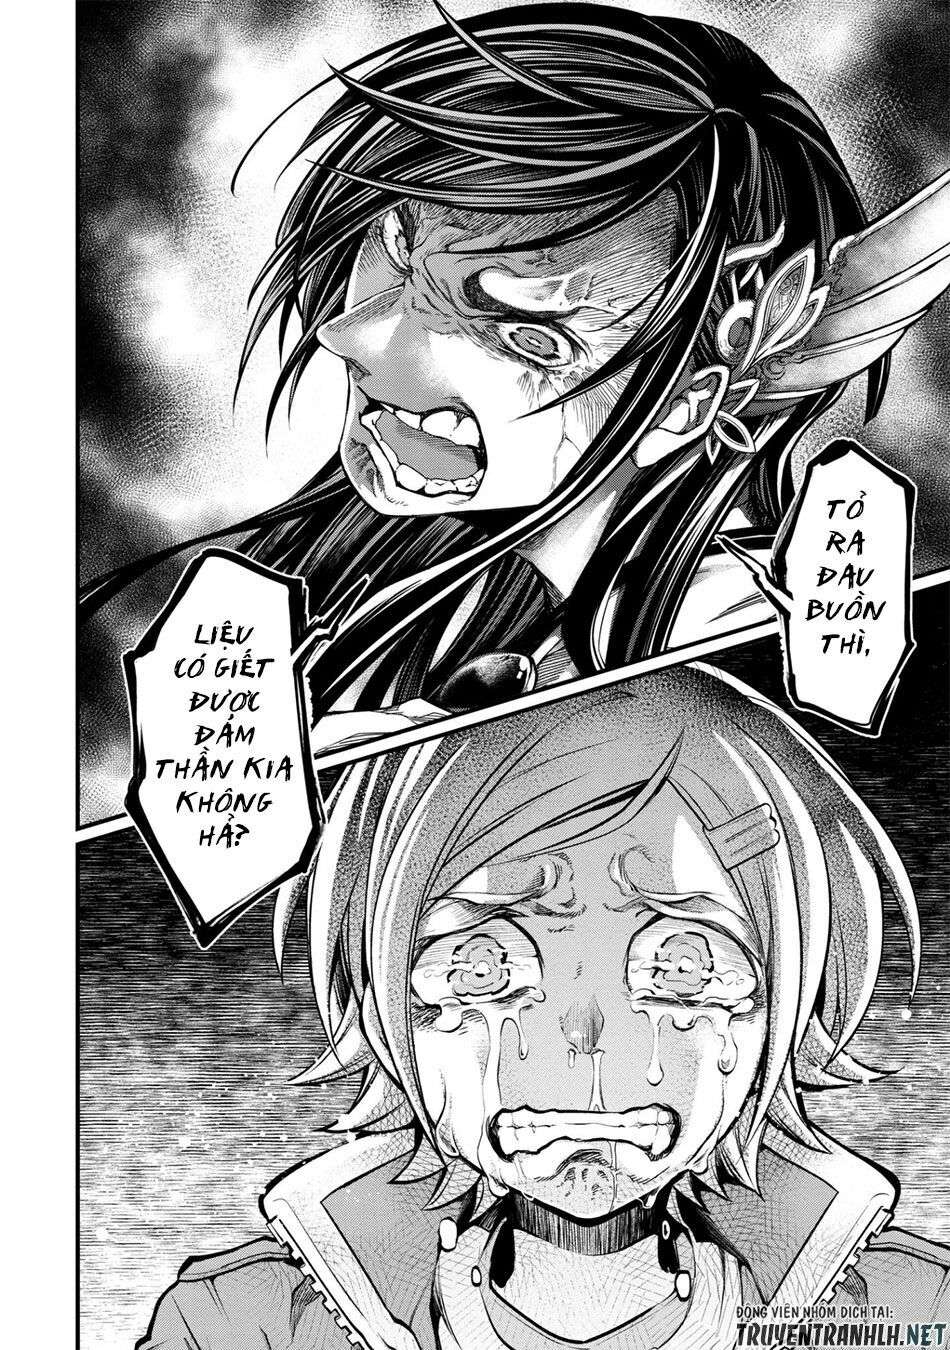 TỎ
RA
ĐAU
BUỒN
THÌ,
LIỆU
CÓ GIẾT
ĐƯỢC
ĐÁM
THẦN KIA
KHÔNG
HẢ?
ĐỘNG VIÊN NHÓM DỊCH TẠI:
TRUYENTRANHLH.NET